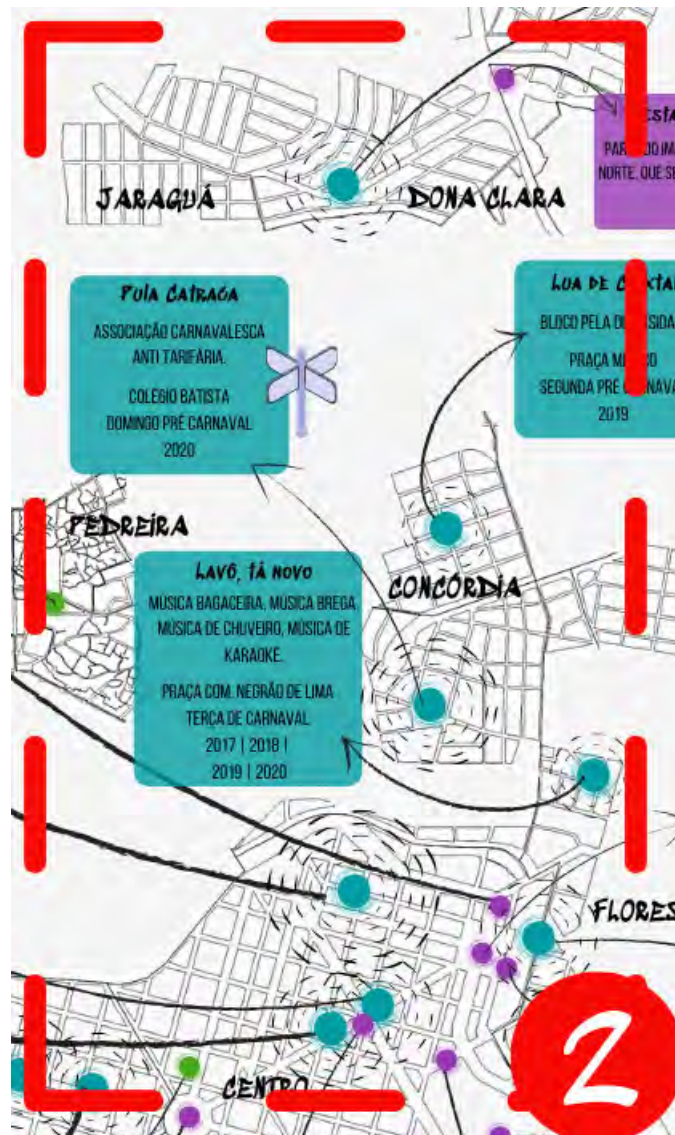 JARAGUÁ
DONA CLARA
NORTE, QUE
PULA CATRACA
ASSOCIAÇÃO CARNAVALESCA
ANTI TARIFÁRIA.
COLÉGIO BATISTA
DOMINGO PRÉ CARNAVAL
2020
LUA DE
BLOCO PELA
PRAÇA
SEGUNDA PRÉ
2019
PEDREIRA
LAVÔ, TÁ NOVO
MÚSICA BAGACEIRA, MÚSICA BREGA
MÚSICA DE CHUVEIRO, MÚSICA DE
KARAOKÊ.
PRAÇA COM. NEGRÃO DE LIMA
TERÇA DE CARNAVAL
2017 | 2018 |
2019 | 2020
CONCÓRDIA
FLORES
CENTRO
2